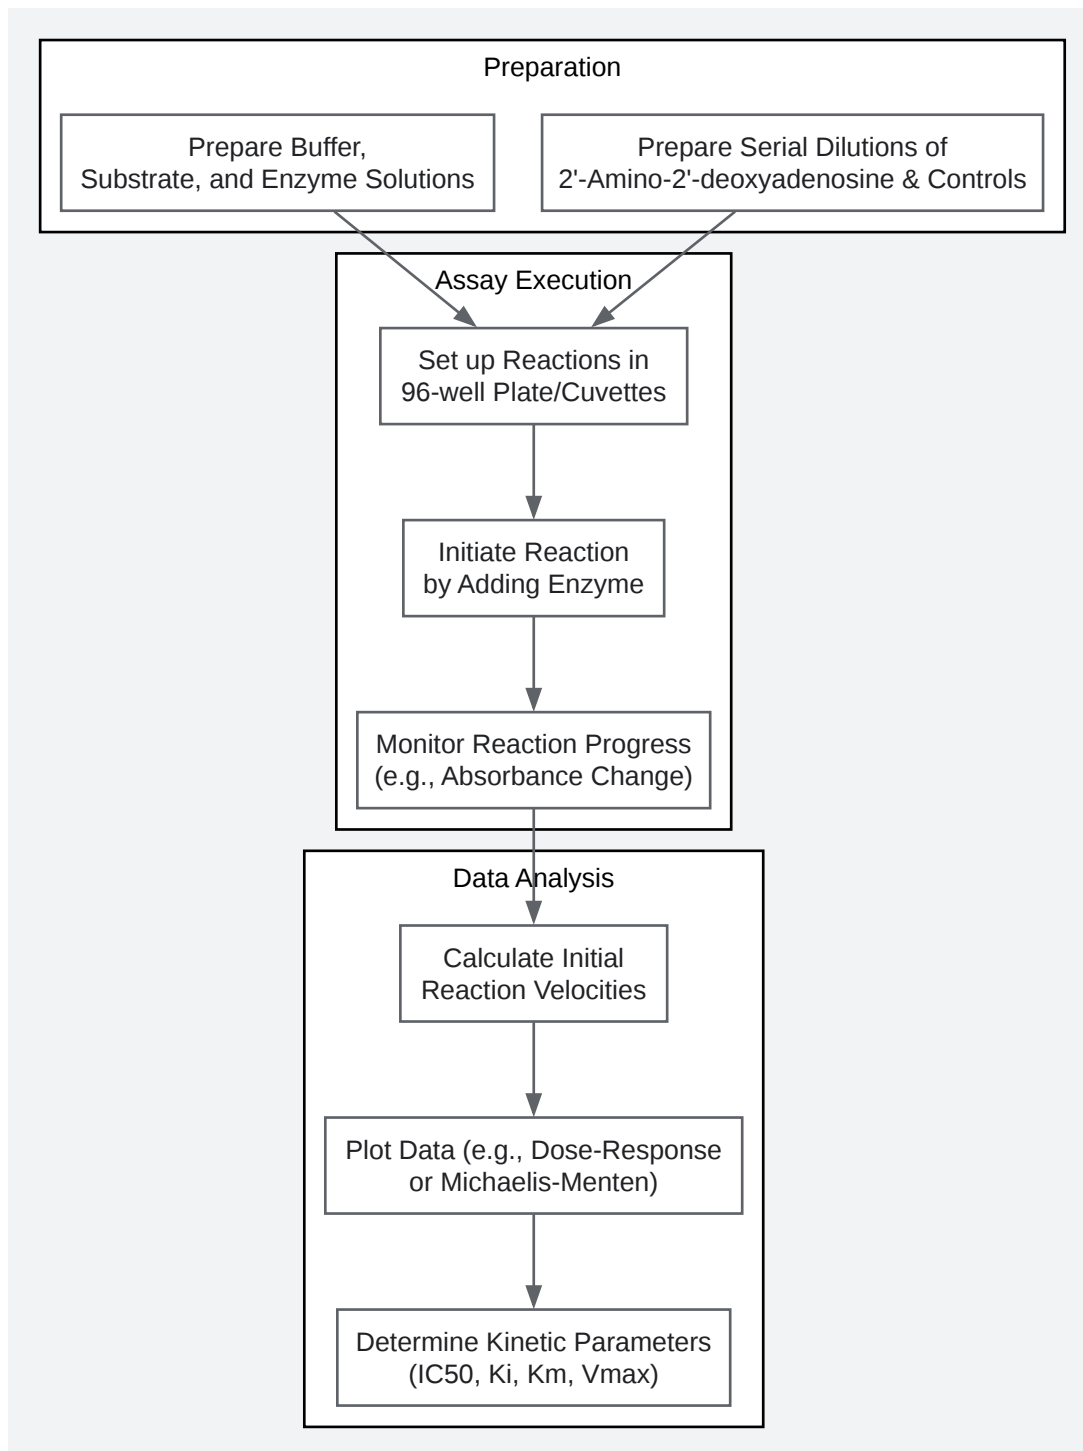 Preparation
Prepare Buffer,
Substrate, and Enzyme Solutions
Prepare Serial Dilutions of
2'-Amino-2'-deoxyadenosine & Controls
Assay Execution
Set up Reactions in
96-well Plate/Cuvettes
Initiate Reaction
by Adding Enzyme
Monitor Reaction Progress
(e.g., Absorbance Change)
Data Analysis
Calculate Initial
Reaction Velocities
Plot Data (e.g., Dose-Response
or Michaelis-Menten)
Determine Kinetic Parameters
(IC50, Ki, Km, Vmax)